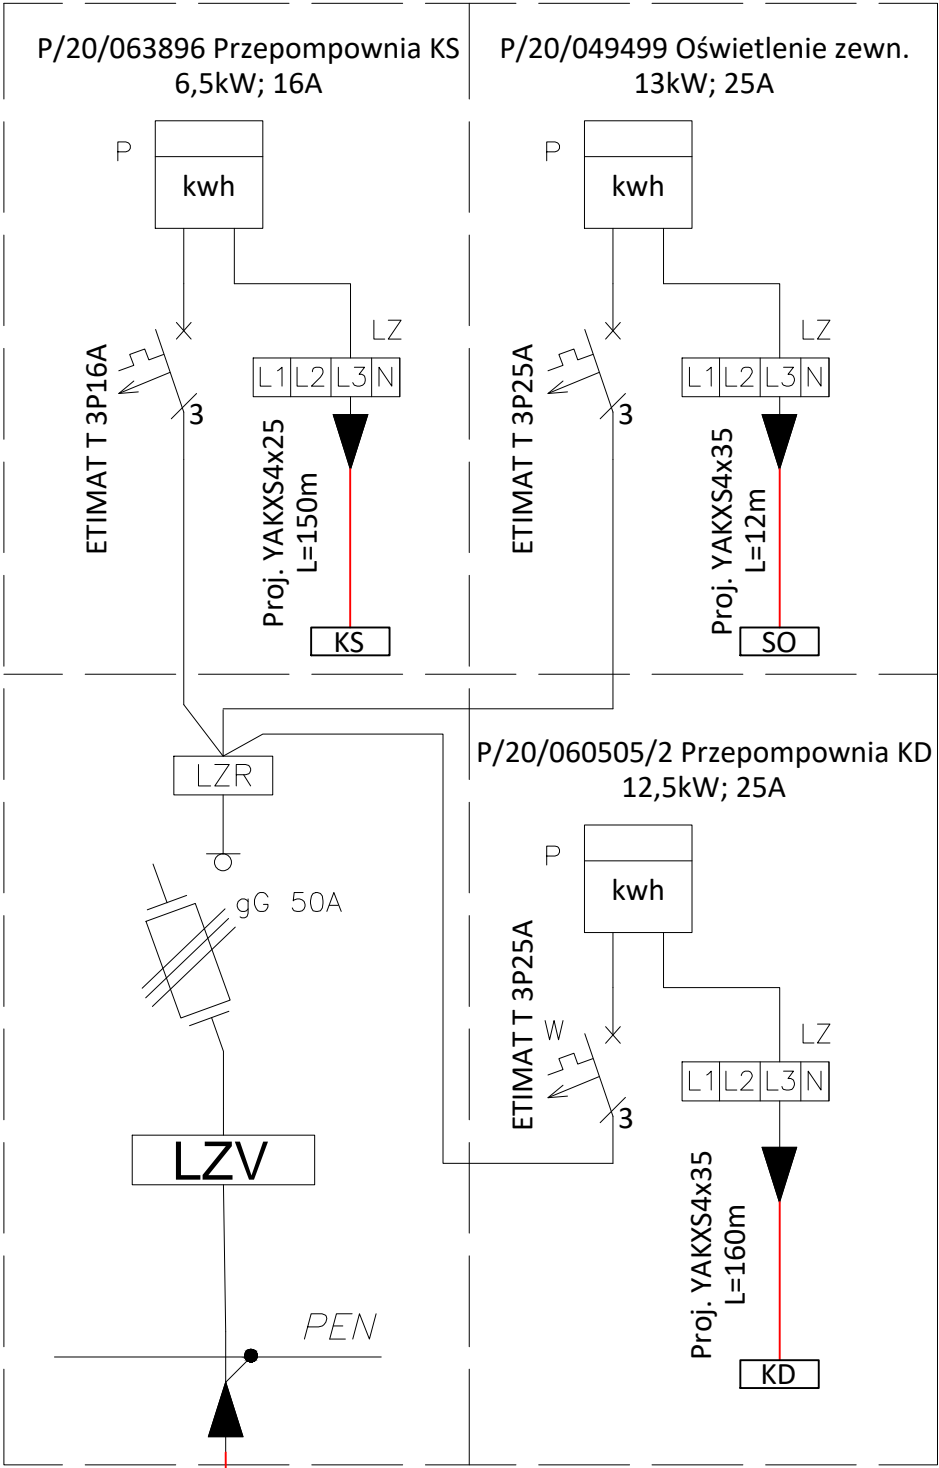 P/20/063896 Przepompownia KS
6,5kW; 16A
P
kwh
LZ
ETIMAT T 3P16A
L1 L2 L3 N
3
Proj. YAKXS4x25
L=150m
KS
P/20/049499 Oświetlenie zewn.
13kW; 25A
P
kwh
LZ
ETIMAT T 3P25A
L1 L2 L3 N
3
Proj. YAKXS4x35
L=12m
SO
LZR
gG 50A
LZV
PEN
P/20/060505/2 Przepompownia KD
12,5kW; 25A
P
kwh
ETIMAT T 3P25A
W
LZ
L1 L2 L3 N
3
Proj. YAKXS4x35
L=160m
KD